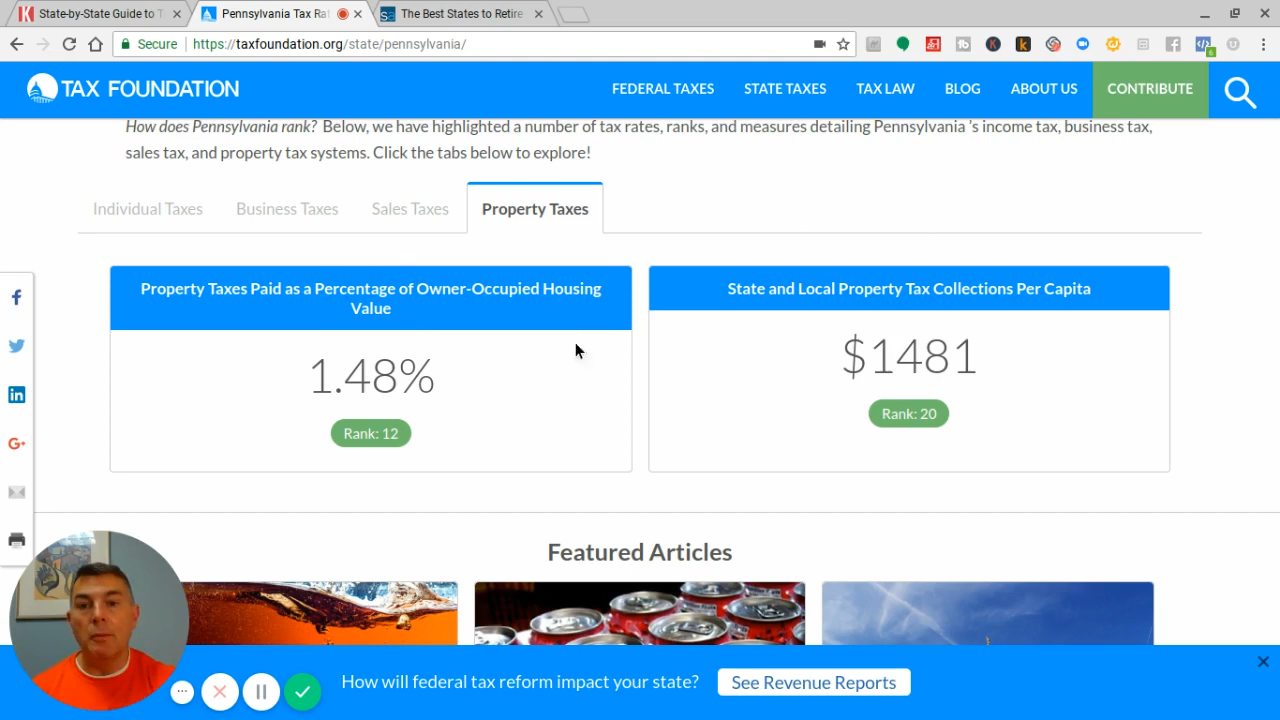 State-by-State Guide to T
Pennsylvania Tax Rat
The Best States to Retire
Secure
https://taxfoundation.org/state/pennsylvania/
TAX FOUNDATION
FEDERAL TAXES
STATE TAXES
TAX LAW
BLOG
ABOUT US
CONTRIBUTE
How does Pennsylvania rank? Below, we have highlighted a number of tax rates, ranks, and measures detailing Pennsylvania 's income tax, business tax,
sales tax, and property tax systems. Click the tabs below to explore!
Individual Taxes
Business Taxes
Sales Taxes
Property Taxes
Property Taxes Paid as a Percentage of Owner-Occupied Housing
Value
1.48%
Rank: 12
State and Local Property Tax Collections Per Capita
$1481
Rank: 20
Featured Articles
How will federal tax reform impact your state?
See Revenue Reports